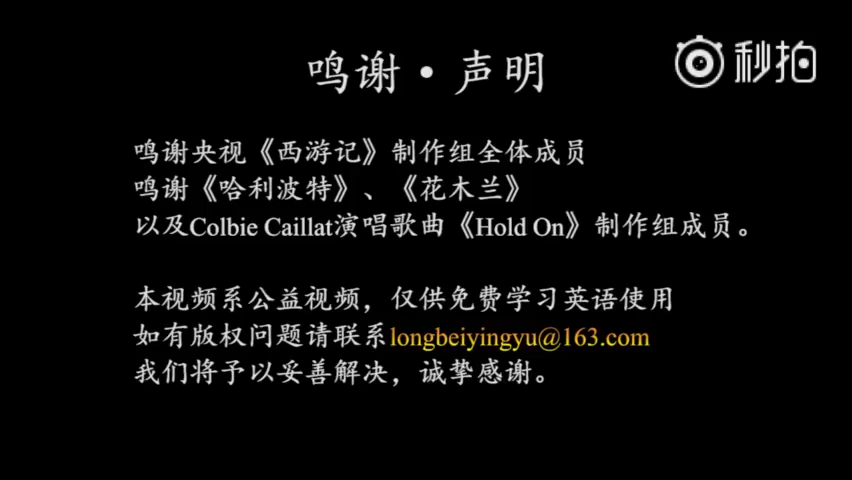 鸣谢·声明
秒拍
鸣谢央视《西游记》制作组全体成员
鸣谢《哈利波特》、《花木兰》
以及Colbie Caillat演唱歌曲《Hold On》制作组成员。
本视频系公益视频，仅供免费学习英语使用
如有版权问题请联系longbeiyingyu@163.com
我们将予以妥善解决，诚挚感谢。